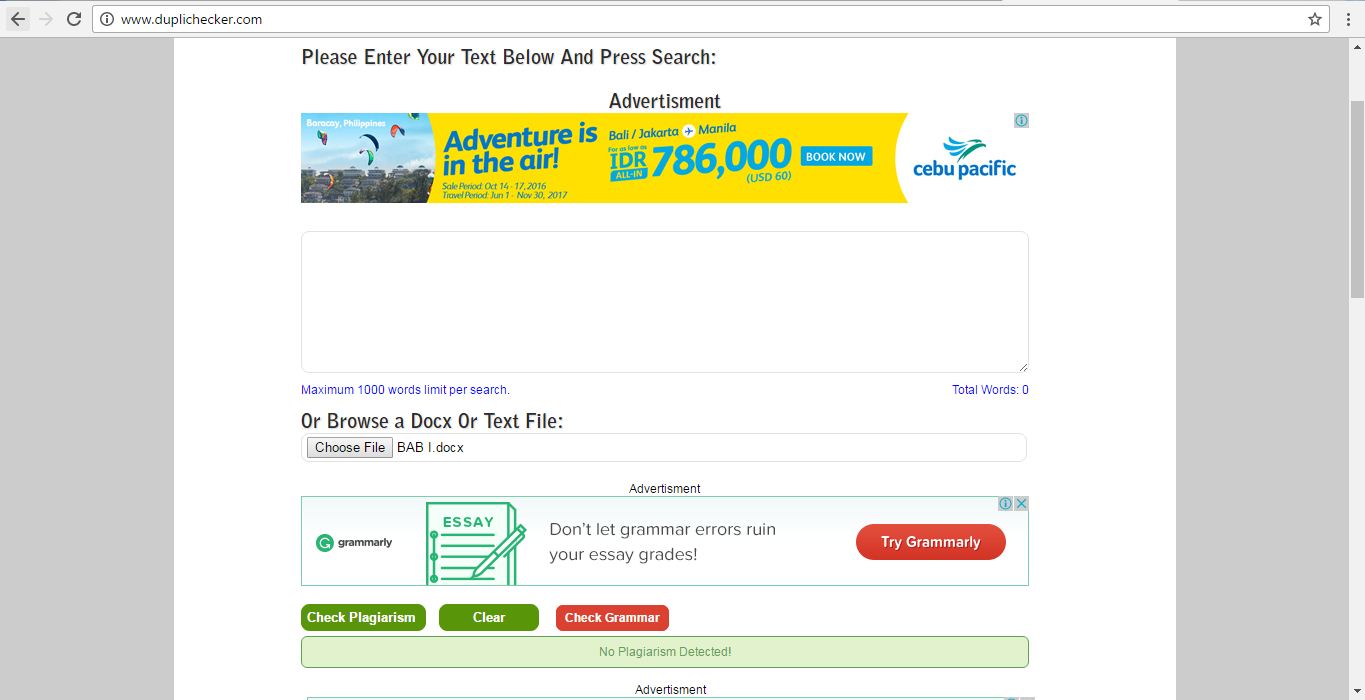 www.duplichecker.com
Please Enter Your Text Below And Press Search:
Advertisment
Boracay, Philippines
Adventure is
in the air!
Sale Period: Oct 14 - 17, 2016
Travel Period: Jun 1 - Nov 30, 2017
Bali / Jakarta Manila
For as low as
IDR 786,000
ALL-IN
(USD 60)
BOOK NOW
cebu pacific
Maximum 1000 words limit per search.
Total Words: 0
Or Browse a Docx Or Text File:
Choose File BAB I.docx
Advertisment
grammarly
ESSAY
Don't let grammar errors ruin
your essay grades!
Try Grammarly
Check Plagiarism
Clear
Check Grammar
No Plagiarism Detected!
Advertisment